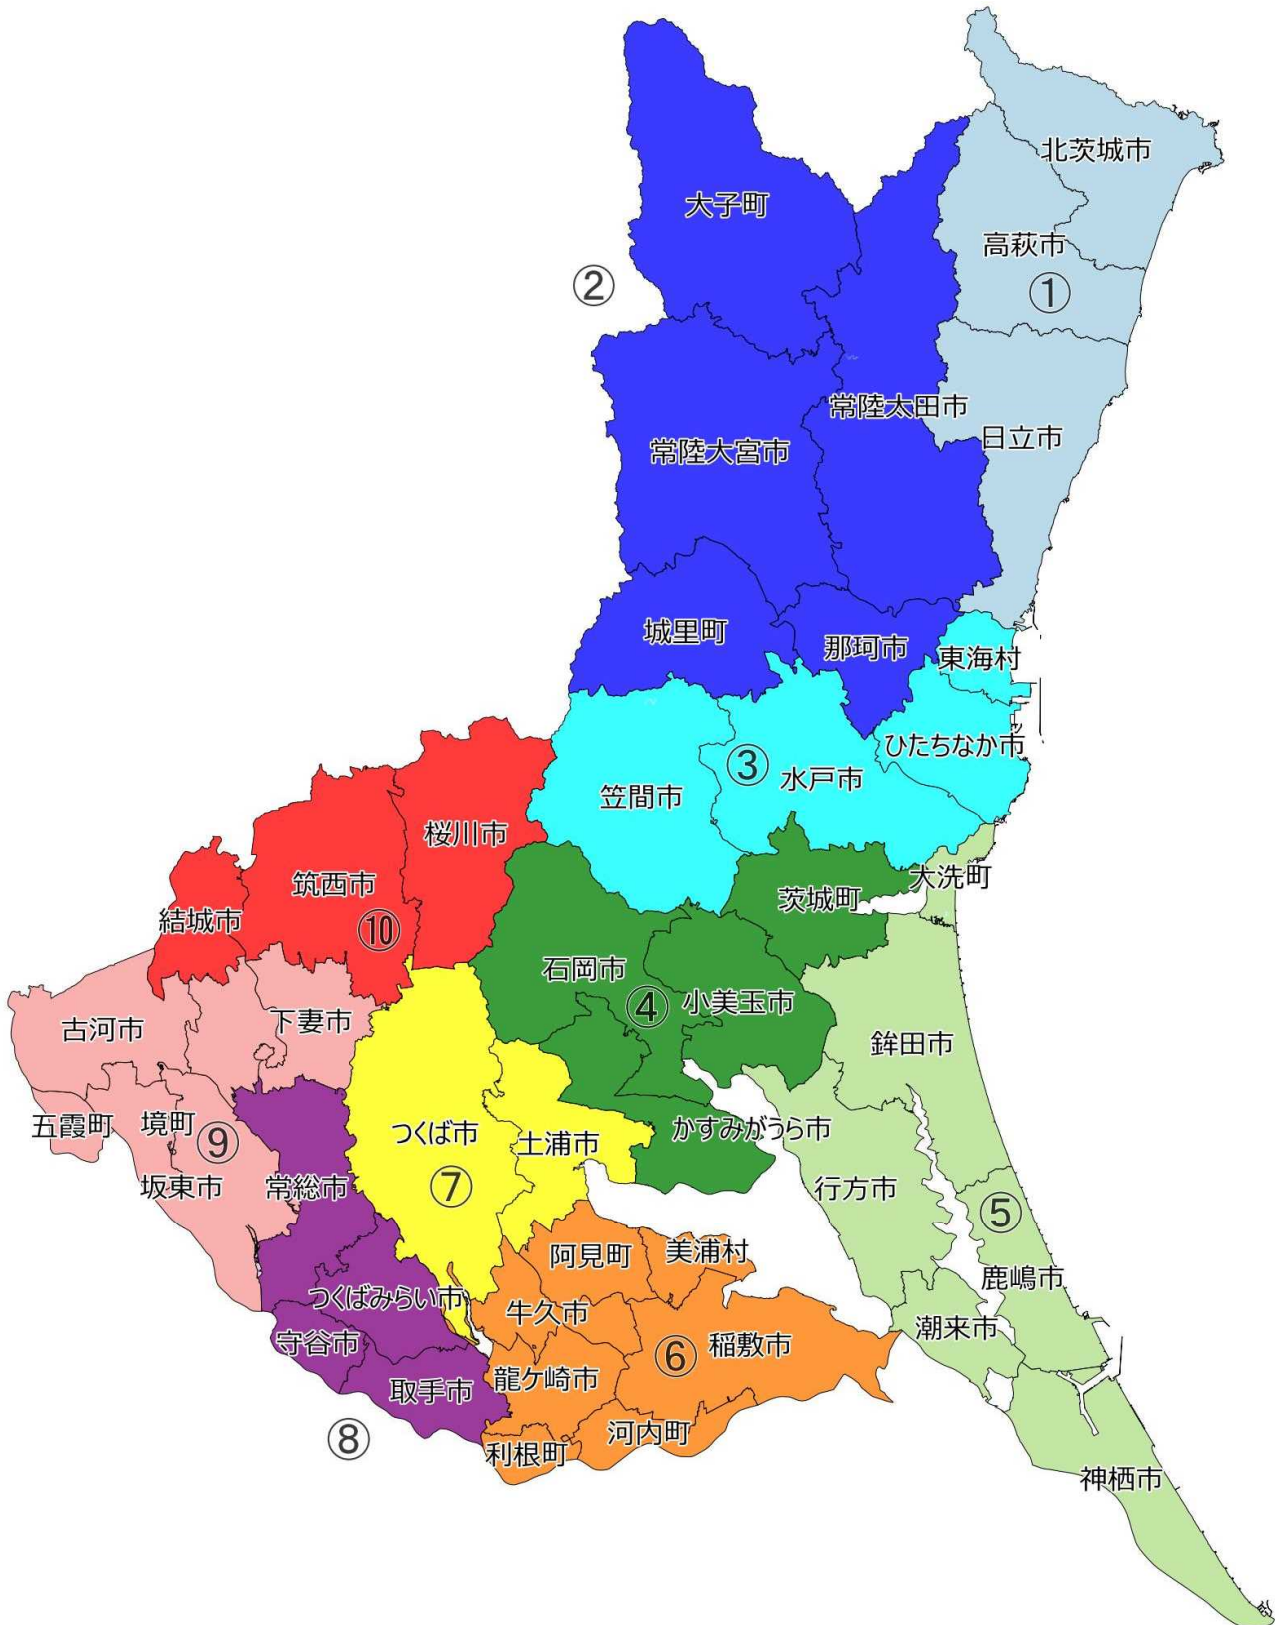 北茨城市
大子町
高萩市
②
①
常陸太田市
日立市
常陸大宮市
城里町
那珂市
東海村
ひたちなか市
③
水戸市
笠間市
桜川市
大洗町
筑西市
茨城町
結城市
⑩
石岡市
④
小美玉市
古河市
下妻市
鉾田市
五霞町
境町
⑨
つくば市
土浦市
かすみがうら市
坂東市
常総市
⑦
行方市
⑤
阿見町
美浦村
鹿嶋市
つくばみらい市
牛久市
潮来市
守谷市
⑥
稲敷市
取手市
龍ケ崎市
⑧
利根町
河内町
神栖市